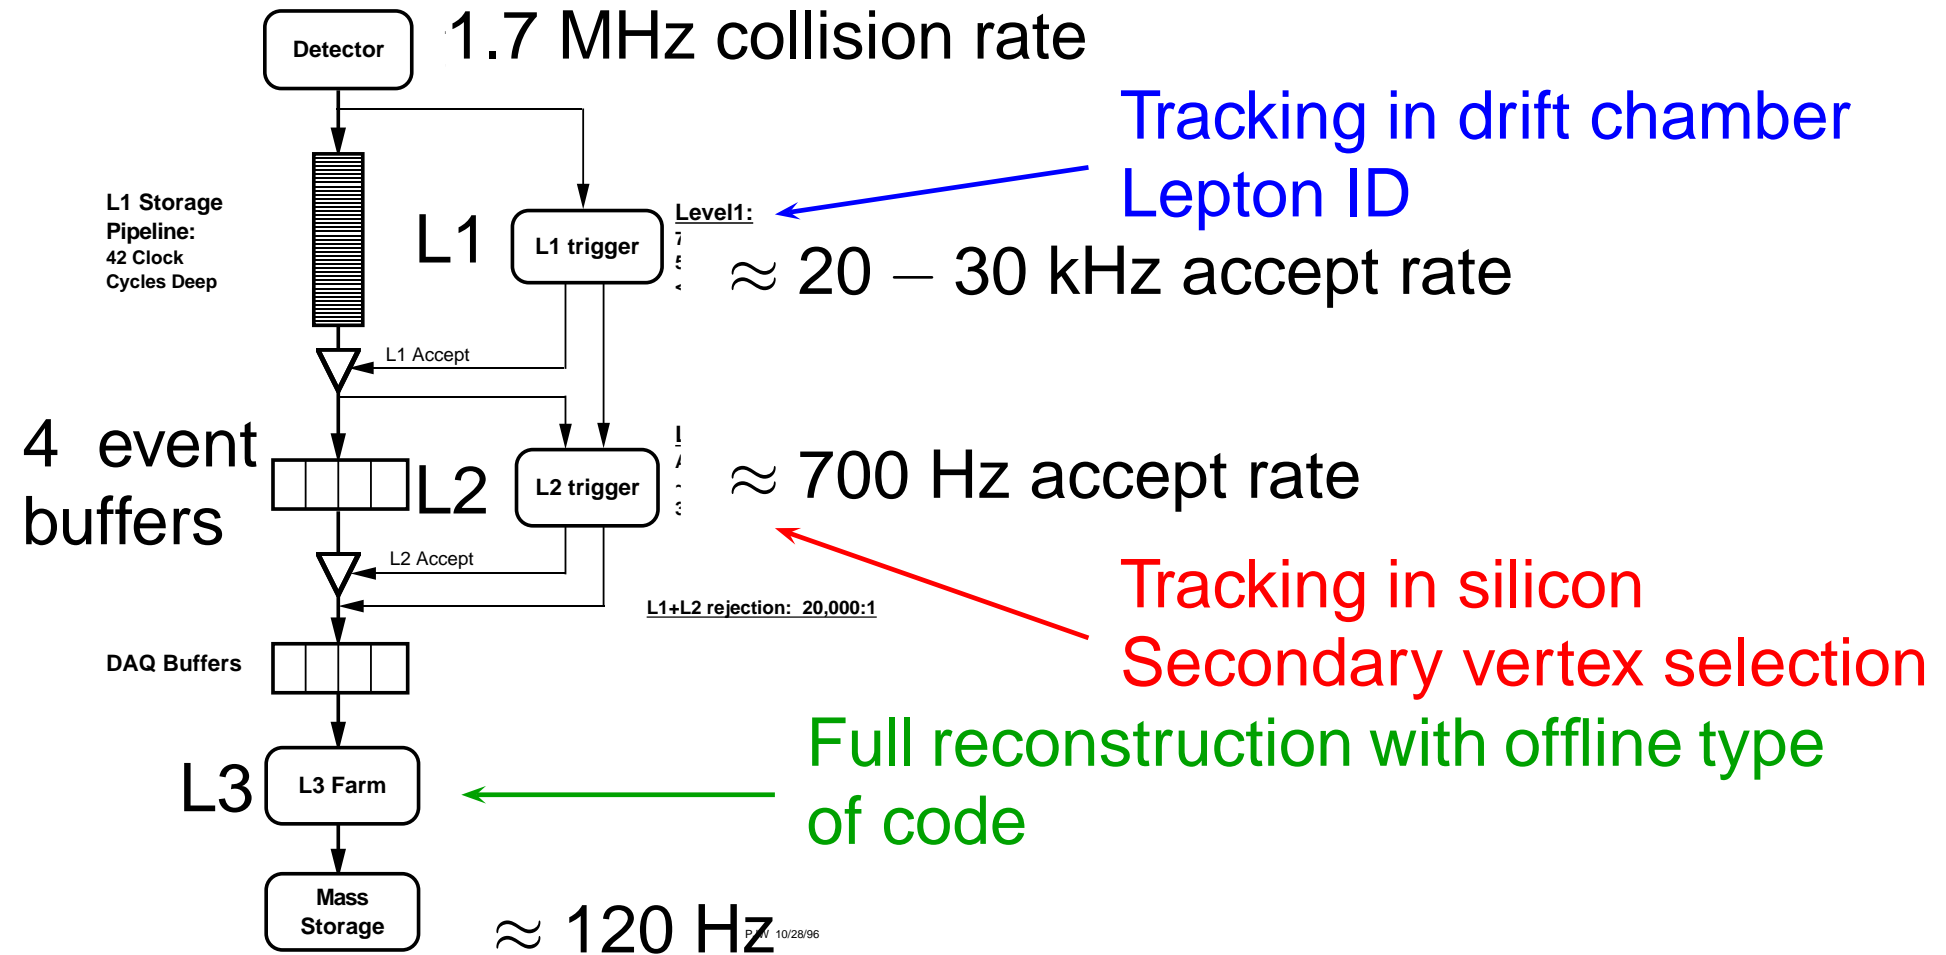 Detector
1.7 MHz collision rate
Tracking in drift chamber
Lepton ID
L1 Storage
Pipeline:
42 Clock
Cycles Deep
L1
L1 trigger
Level1:
7
5
≈ 20 – 30 kHz accept rate
L1 Accept
4 event
buffers
L2
L2 trigger
≈ 700 Hz accept rate
L2 Accept
Tracking in silicon
Secondary vertex selection
L1+L2 rejection: 20,000:1
DAQ Buffers
Full reconstruction with offline type
of code
L3
L3 Farm
Mass
Storage
≈ 120 Hz
10/28/96